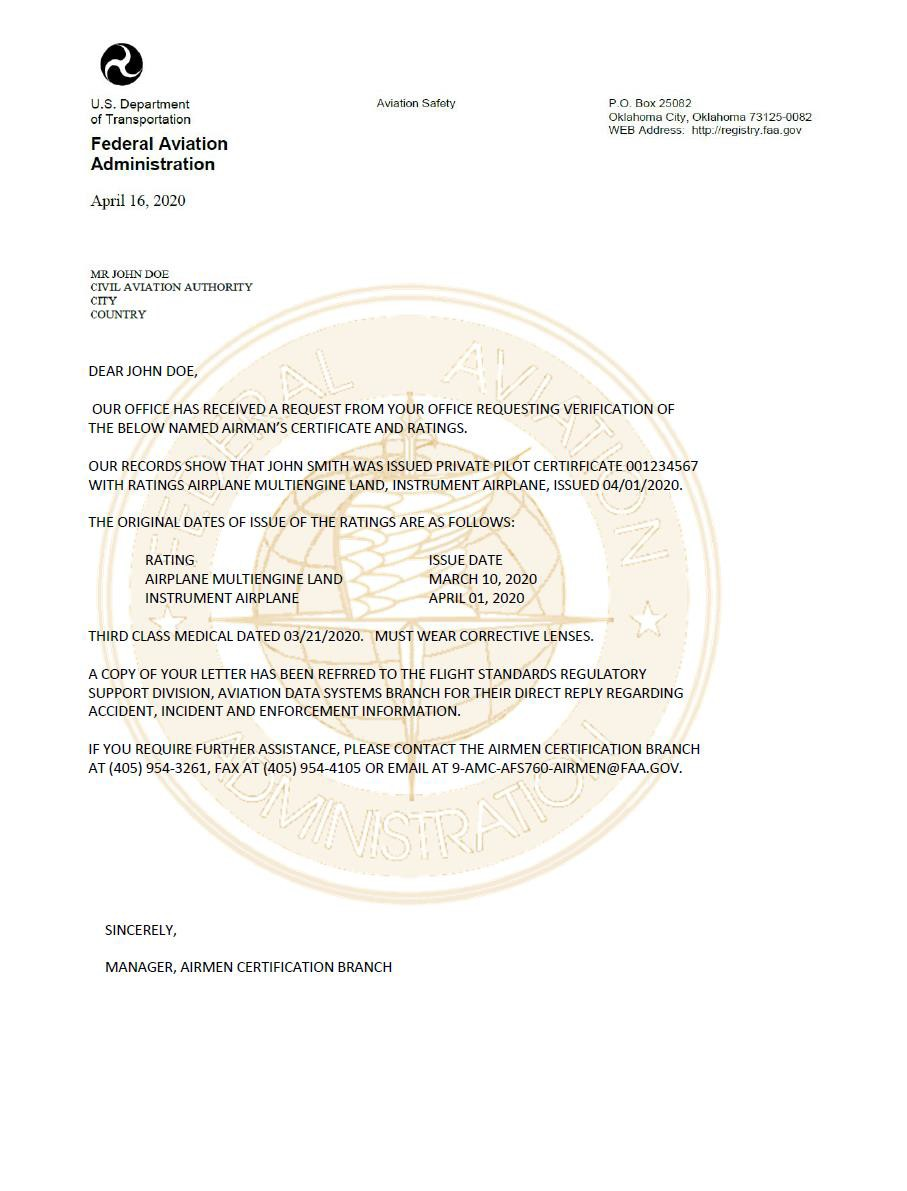 U.S. Department
of Transportation
Federal Aviation
Administration
Aviation Safety
P.O. Box 25082
Oklahoma City, Oklahoma 73125-0082
WEB Address: http://registry.faa.gov
April 16, 2020
MR JOHN DOE
CIVIL AVIATION AUTHORITY
CITY
COUNTRY
DEAR JOHN DOE,
OUR OFFICE HAS RECEIVED A REQUEST FROM YOUR OFFICE REQUESTING VERIFICATION OF
THE BELOW NAMED AIRMAN'S CERTIFICATE AND RATINGS.
OUR RECORDS SHOW THAT JOHN SMITH WAS ISSUED PRIVATE PILOT CERTIRFICATE 001234567
WITH RATINGS AIRPLANE MULTIENGINE LAND, INSTRUMENT AIRPLANE, ISSUED 04/01/2020.
THE ORIGINAL DATES OF ISSUE OF THE RATINGS ARE AS FOLLOWS:
RATING ISSUE DATE
AIRPLANE MULTIENGINE LAND MARCH 10, 2020
INSTRUMENT AIRPLANE APRIL 01, 2020
THIRD CLASS MEDICAL DATED 03/21/2020. MUST WEAR CORRECTIVE LENSES.
A COPY OF YOUR LETTER HAS BEEN REFRRED TO THE FLIGHT STANDARDS REGULATORY
SUPPORT DIVISION, AVIATION DATA SYSTEMS BRANCH FOR THEIR DIRECT REPLY REGARDING
ACCIDENT, INCIDENT AND ENFORCEMENT INFORMATION.
IF YOU REQUIRE FURTHER ASSISTANCE, PLEASE CONTACT THE AIRMEN CERTIFICATION BRANCH
AT (405) 954-3261, FAX AT (405) 954-4105 OR EMAIL AT 9-AMC-AFS760-AIRMEN@FAA.GOV.
SINCERELY,
MANAGER, AIRMEN CERTIFICATION BRANCH
FEDERAL AVIATION
ADMINISTRATION